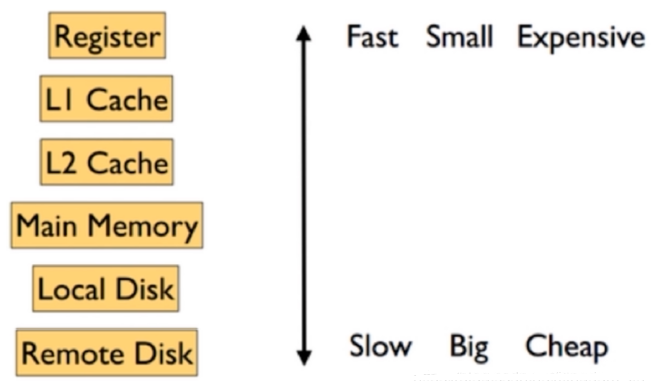 Register
Fast Small Expensive
L1 Cache
L2 Cache
Main Memory
Local Disk
Remote Disk
Slow Big Cheap